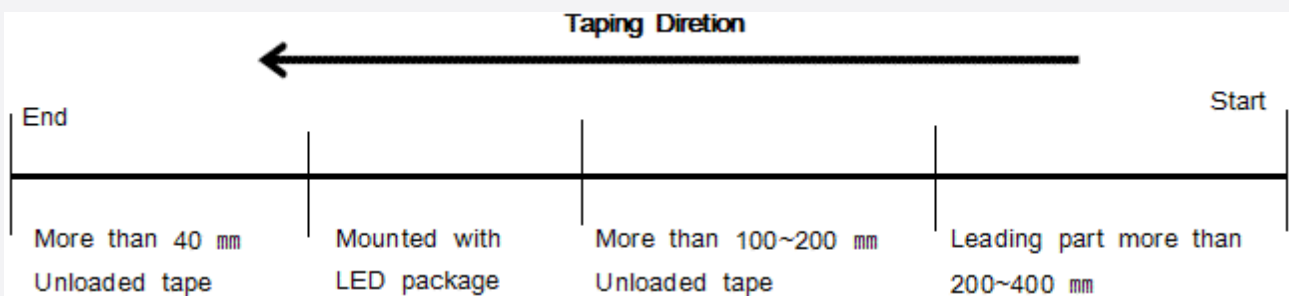 Taping Diretion
End
Start
More than 40 ㎜
Unloaded tape
Mounted with
LED package
More than 100~200 ㎜
Unloaded tape
Leading part more than
200~400 ㎜